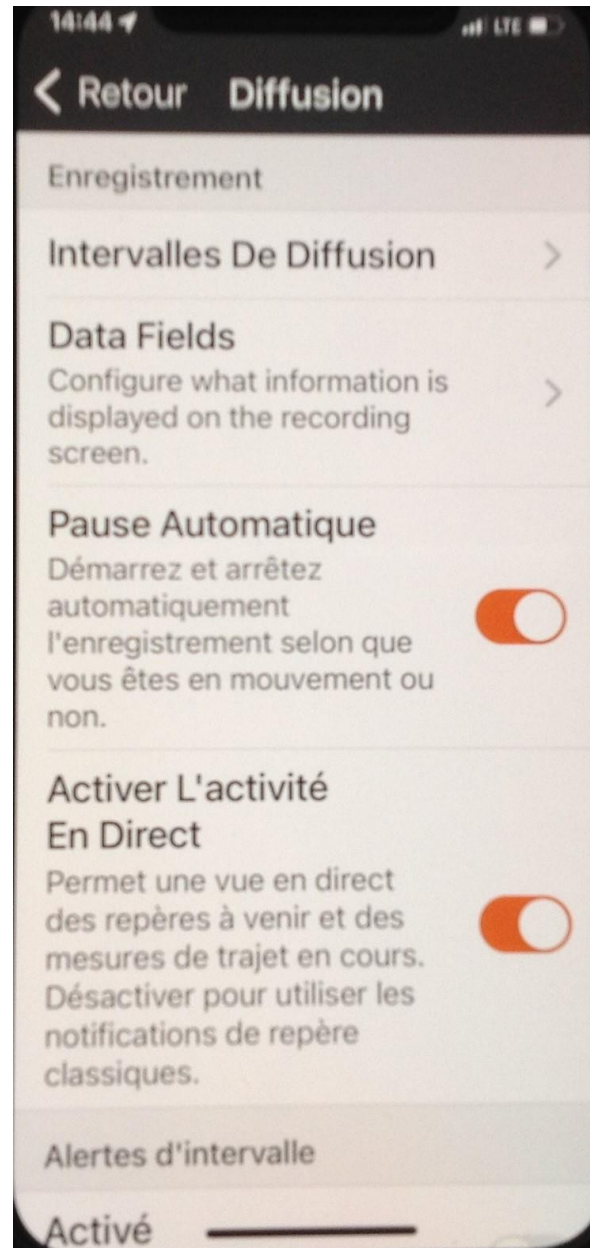 14:44
LTE
Retour Diffusion
Enregistrement
Intervalles De Diffusion
Data Fields
Configure what information is
displayed on the recording
screen.
Pause Automatique
Démarrez et arrêtez
automatiquement
l'enregistrement selon que
vous êtes en mouvement ou
non.
Activer L'activité
En Direct
Permet une vue en direct
des repères à venir et des
mesures de trajet en cours.
Désactiver pour utiliser les
notifications de repère
classiques.
Alertes d'intervalle
Activé